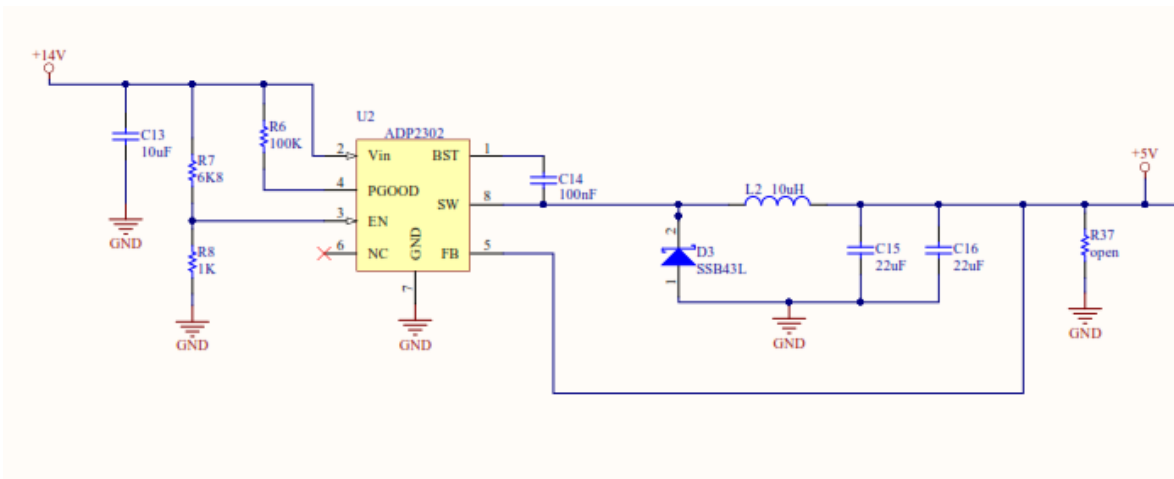 +14V
C13
10uF
GND
R7
6K8
R8
1K
GND
R6
100K
U2
ADP2302
2
Vin
4
PGOOD
3
EN
6
NC
BST
1
SW
8
FB
5
GND
7
GND
C14
100nF
2
D3
SSB43L
1
GND
L2 10uH
C15
22uF
C16
22uF
+5V
R37
open
GND